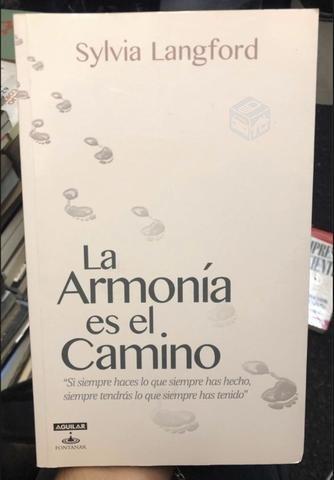 Sylvia Langford
La
Armonía
es el
Camino
“Si siempre haces lo que siempre has hecho,
siempre tendrás lo que siempre has tenido”
AGUILAR
FONTANAR